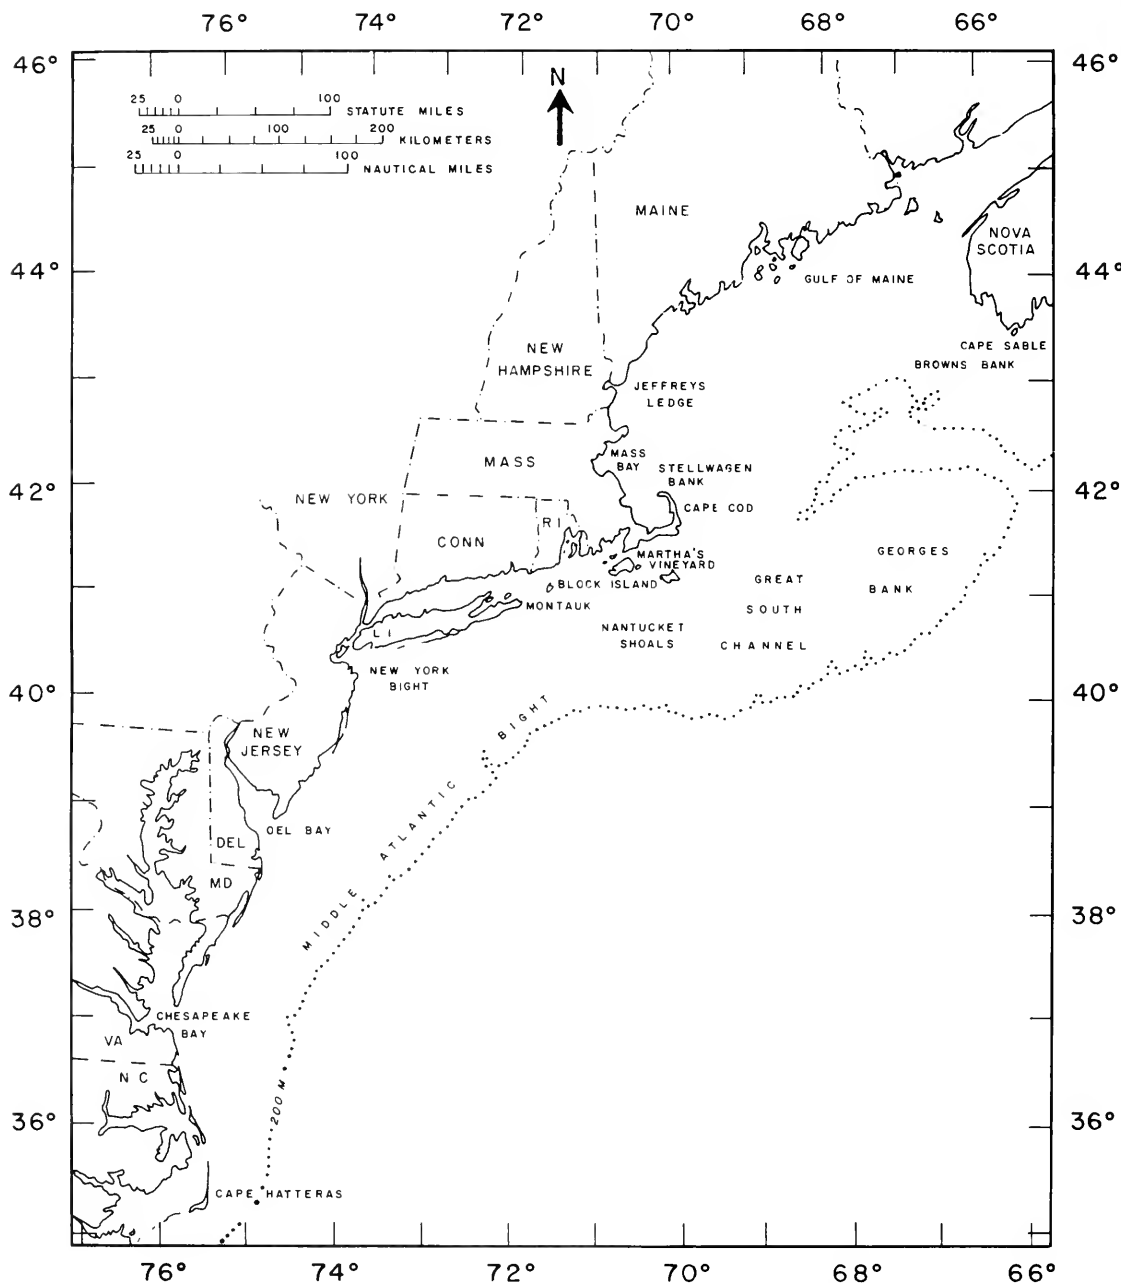 76° 74° 72° 70° 68° 66°
46° 46°
N
25 0 100
STATUTE MILES
25 0 100 200
KILOMETERS
25 0 100
NAUTICAL MILES
MAINE
NOVA
SCOTIA
44° 44°
GULF OF MAINE
CAPE SABLE
BROWNS BANK
NEW
HAMPSHIRE
JEFFREYS
LEDGE
MASS
MASS
BAY
STELLWAGEN
BANK
42° 42°
NEW YORK
CAPE COD
R I
CONN
GEORGES
BANK
MARTHA'S
VINEYARD
GREAT
SOUTH
CHANNEL
BLOCK ISLAND
MONTAUK
NANTUCKET
SHOALS
L I
NEW YORK
BIGHT
40° 40°
NEW
JERSEY
MIDDLE ATLANTIC BIGHT
OEL BAY
DEL
MD
38° 38°
CHESAPEAKE
BAY
VA
N C
200 M
36° 36°
CAPE HATTERAS
76° 74° 72° 70° 68° 66°